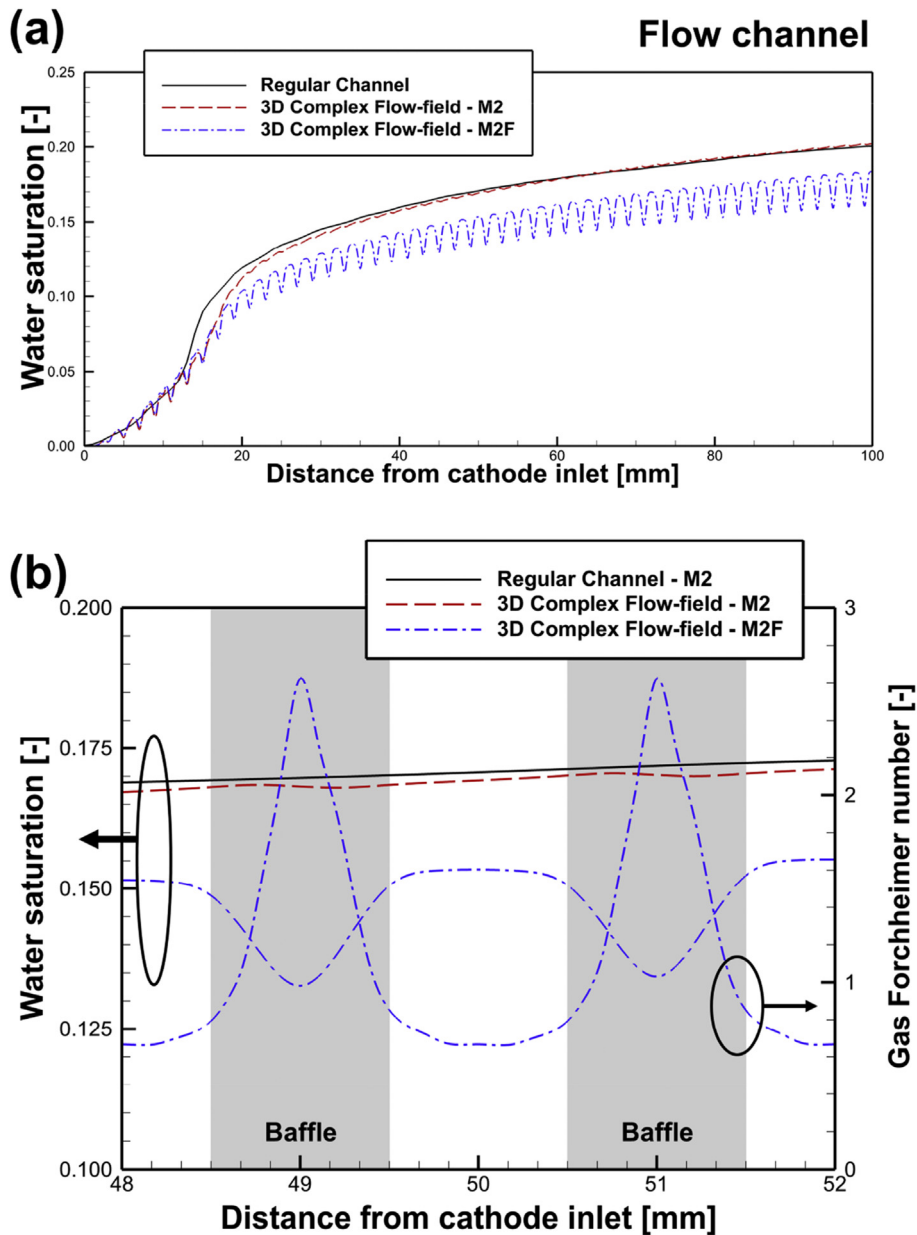 (a)
Flow channel
Regular Channel
3D Complex Flow-field - M2
3D Complex Flow-field - M2F
Water saturation [-]
0.25
0.20
0.15
0.10
0.05
0.00
0 20 40 60 80 100
Distance from cathode inlet [mm]
(b)
Regular Channel - M2
3D Complex Flow-field - M2
3D Complex Flow-field - M2F
Water saturation [-]
0.200
0.175
0.150
0.125
0.100
Baffle
Baffle
3
2
1
0
Gas Forchheimer number [-]
48 49 50 51 52
Distance from cathode inlet [mm]